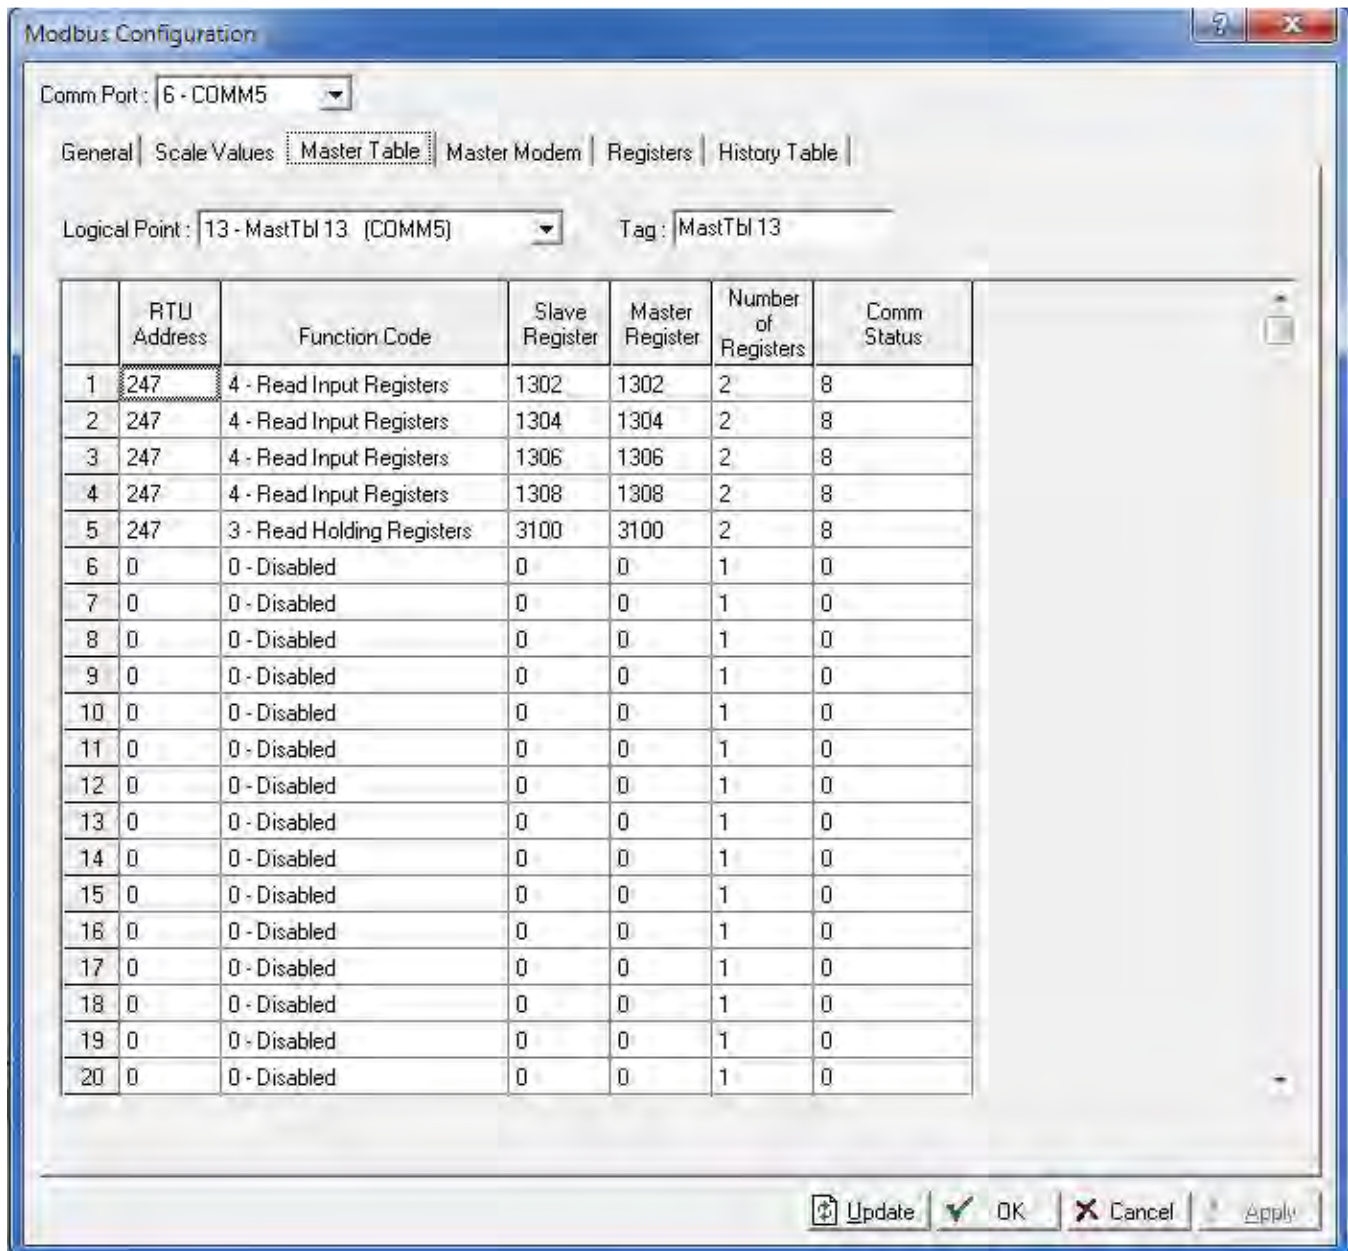 Modbus Configuration
Comm Port : 6 - COMM5
General Scale Values Master Table Master Modem Registers History Table
Logical Point : 13 - MastTbl 13 (COMM5) Tag : MastTbl 13
RTU Address Function Code Slave Register Master Register Number of Registers Comm Status
1 247 4 - Read Input Registers 1302 1302 2 8
2 247 4 - Read Input Registers 1304 1304 2 8
3 247 4 - Read Input Registers 1306 1306 2 8
4 247 4 - Read Input Registers 1308 1308 2 8
5 247 3 - Read Holding Registers 3100 3100 2 8
6 0 0 - Disabled 0 0 1 0
7 0 0 - Disabled 0 0 1 0
8 0 0 - Disabled 0 0 1 0
9 0 0 - Disabled 0 0 1 0
10 0 0 - Disabled 0 0 1 0
11 0 0 - Disabled 0 0 1 0
12 0 0 - Disabled 0 0 1 0
13 0 0 - Disabled 0 0 1 0
14 0 0 - Disabled 0 0 1 0
15 0 0 - Disabled 0 0 1 0
16 0 0 - Disabled 0 0 1 0
17 0 0 - Disabled 0 0 1 0
18 0 0 - Disabled 0 0 1 0
19 0 0 - Disabled 0 0 1 0
20 0 0 - Disabled 0 0 1 0
Update OK Cancel Apply